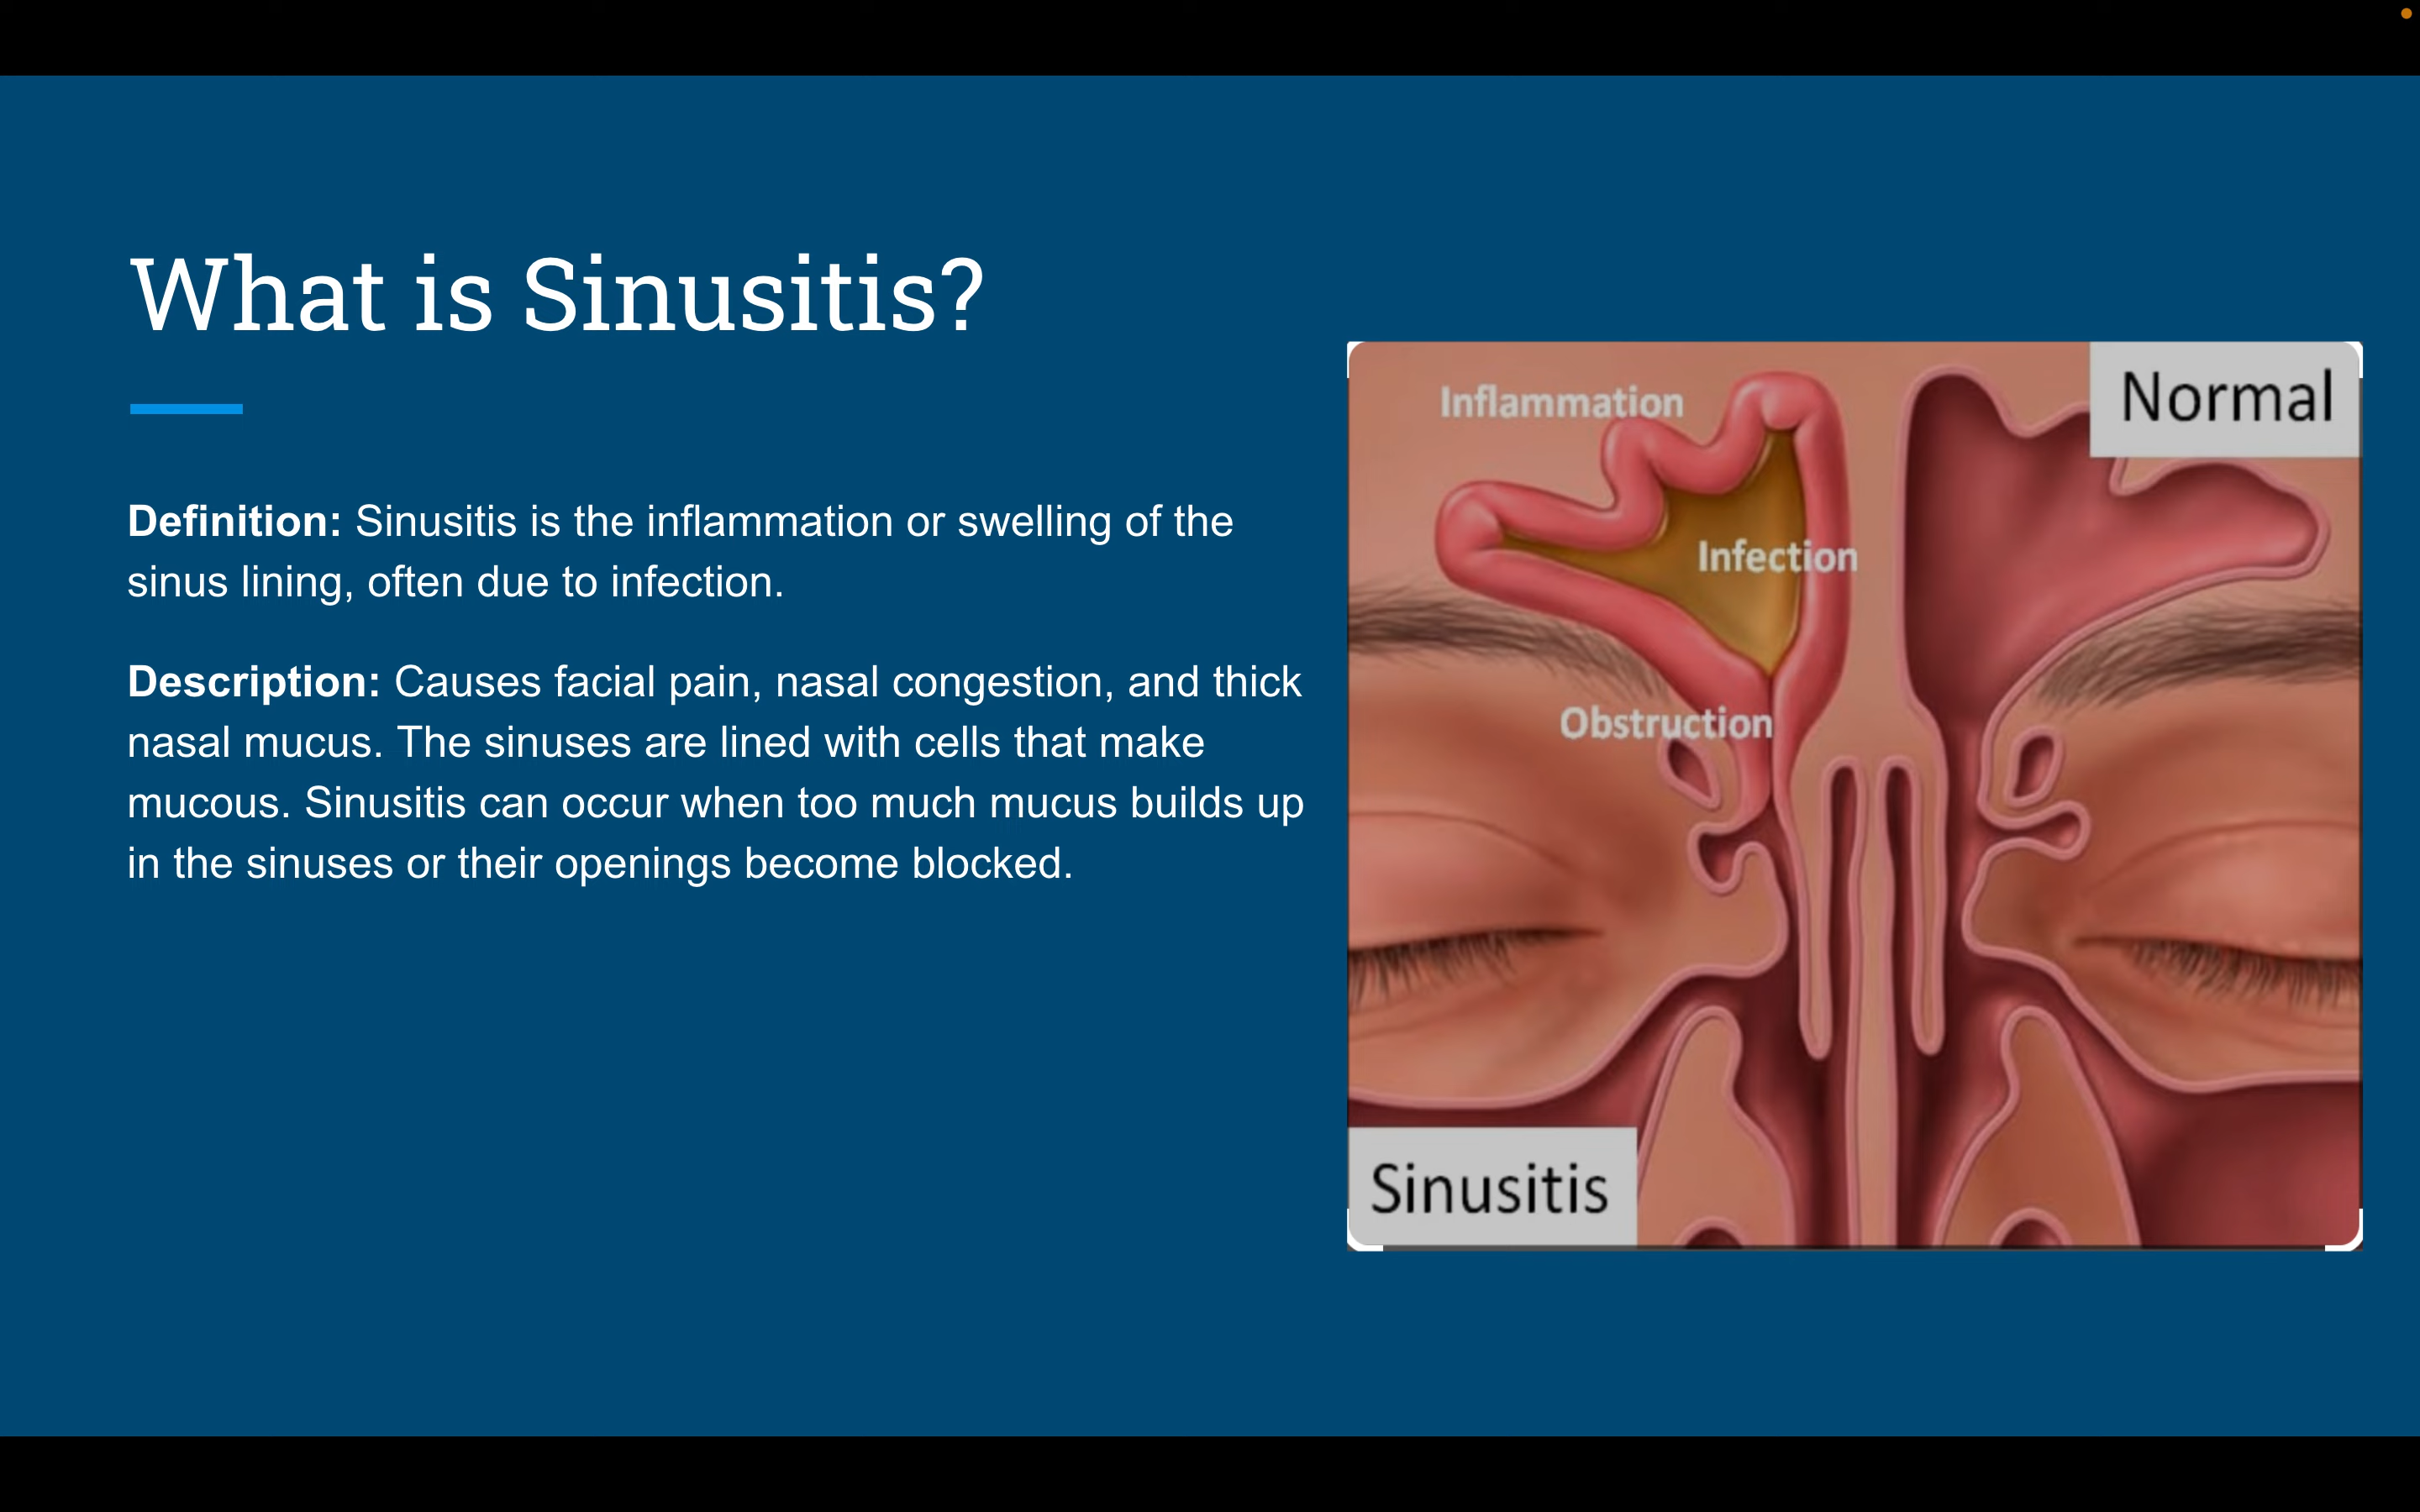 What is Sinusitis?
Definition: Sinusitis is the inflammation or swelling of the
sinus lining, often due to infection.
Description: Causes facial pain, nasal congestion, and thick
nasal mucus. The sinuses are lined with cells that make
mucous. Sinusitis can occur when too much mucus builds up
in the sinuses or their openings become blocked.
Normal
Inflammation
Infection
Obstruction
Sinusitis